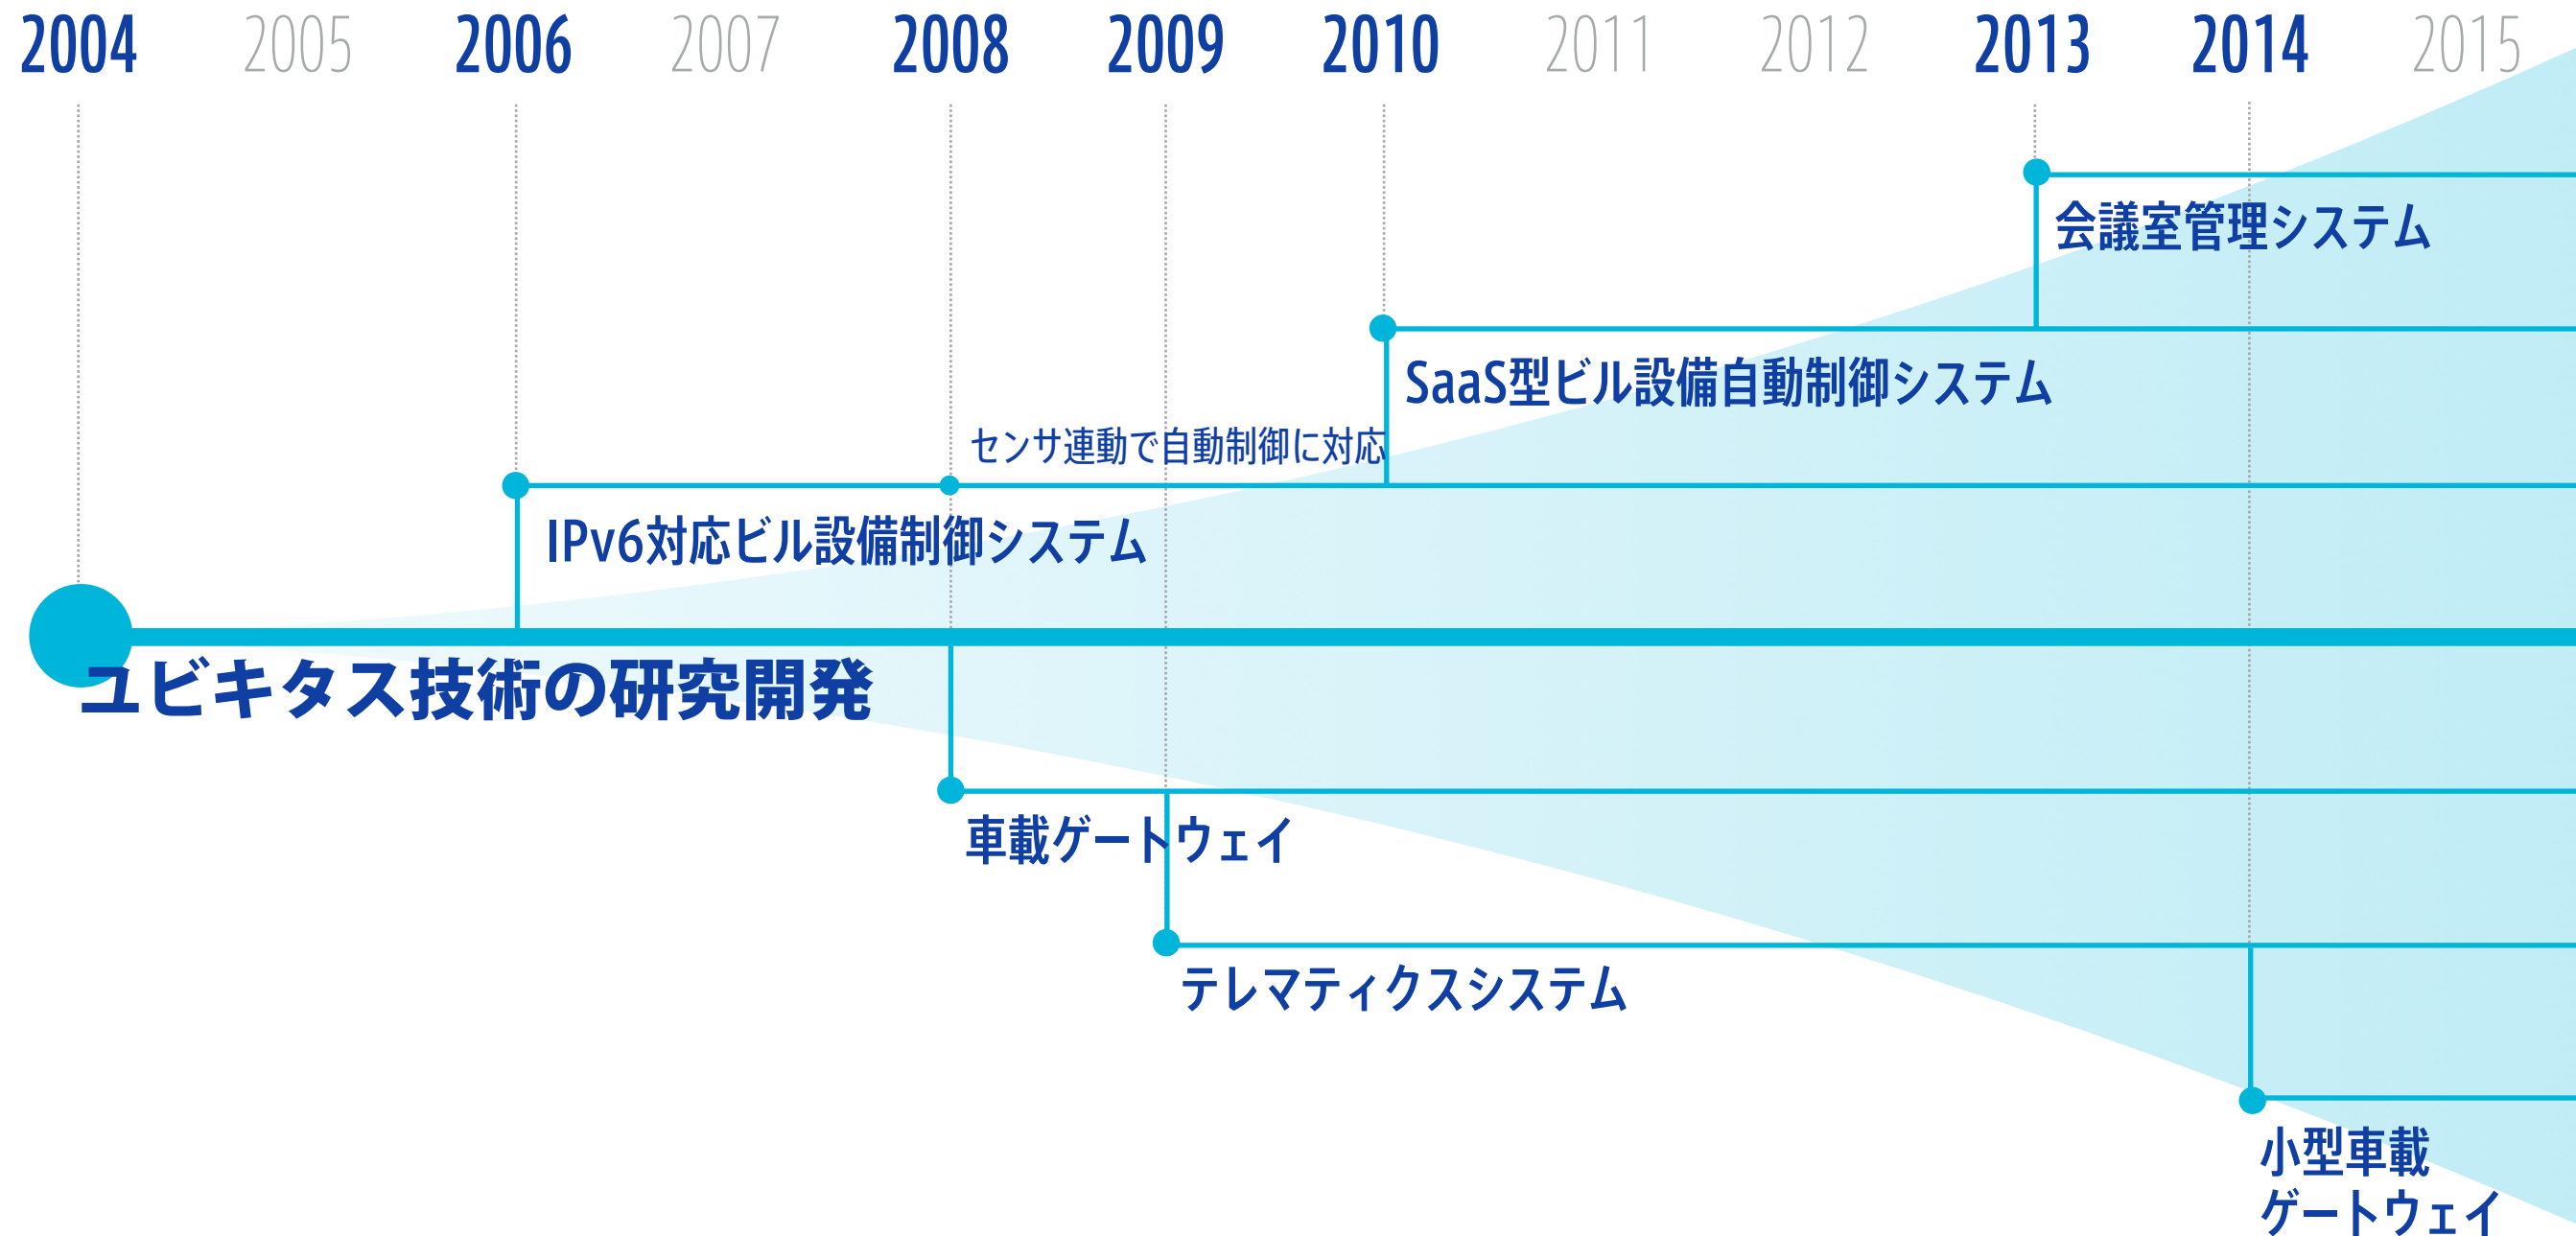 2004 2005 2006 2007 2008 2009 2010 2011 2012 2013 2014 2015
会議室管理システム
SaaS型ビル設備自動制御システム
センサ連動で自動制御に対応
IPv6対応ビル設備制御システム
ユビキタス技術の研究開発
車載ゲートウェイ
テレマティクスシステム
小型車載
ゲートウェイ